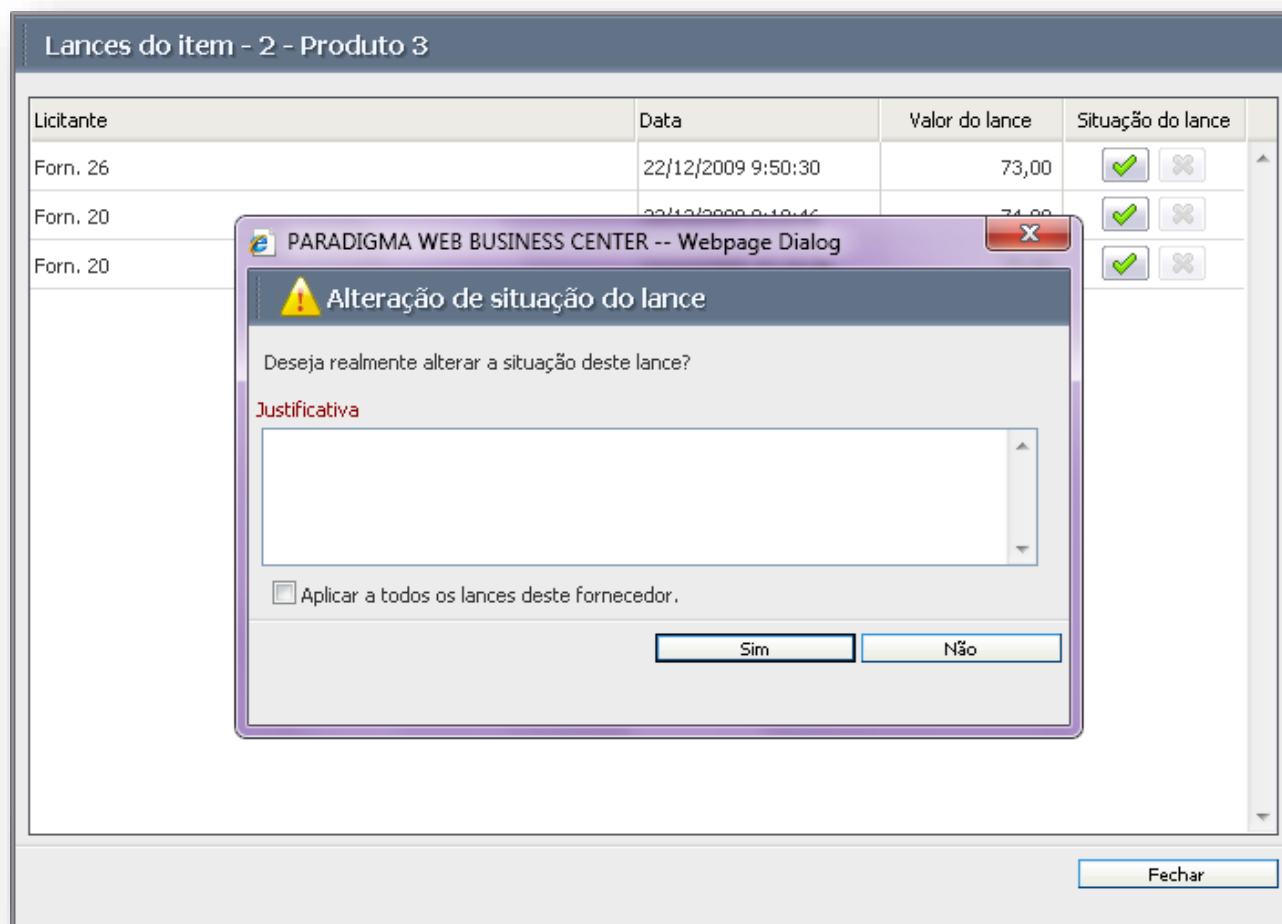 Lances do item - 2 - Produto 3
Licitante Data Valor do lance Situação do lance
Forn. 26 22/12/2009 9:50:30 73,00
Forn. 20
Forn. 20
PARADIGMA WEB BUSINESS CENTER -- Webpage Dialog
Alteração de situação do lance
Deseja realmente alterar a situação deste lance?
Justificativa
Aplicar a todos os lances deste fornecedor.
Sim Não
Fechar